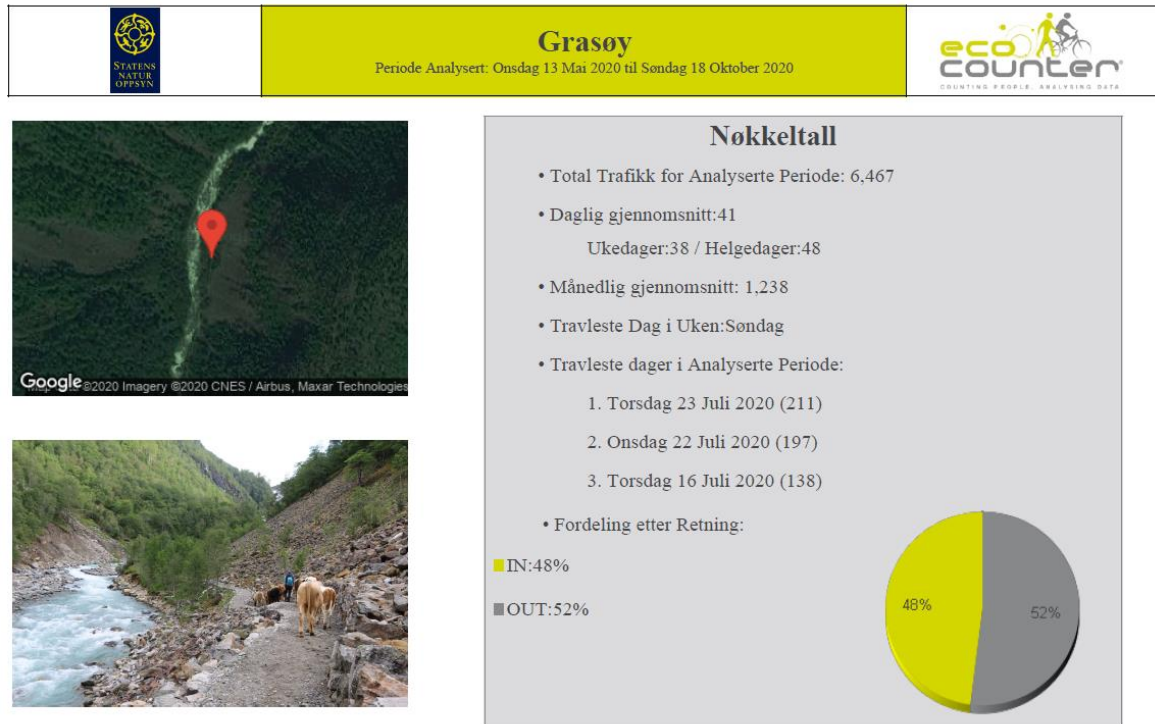 STATENS
NATUR
OPPSYN
Grasøy
Periode Analysert: Onsdag 13 Mai 2020 til Søndag 18 Oktober 2020
eco
counter
COUNTING PEOPLE, ANALYSING DATA
Google
©2020 Imagery ©2020 CNES / Airbus, Maxar Technologies
Nøkkeltall
• Total Trafikk for Analyserte Periode: 6,467
• Daglig gjennomsnitt:41
Ukedager:38 / Helgedager:48
• Månedlig gjennomsnitt: 1,238
• Travleste Dag i Uken:Søndag
• Travleste dager i Analyserte Periode:
1. Torsdag 23 Juli 2020 (211)
2. Onsdag 22 Juli 2020 (197)
3. Torsdag 16 Juli 2020 (138)
• Fordeling etter Retning:
IN:48%
OUT:52%
48%
52%